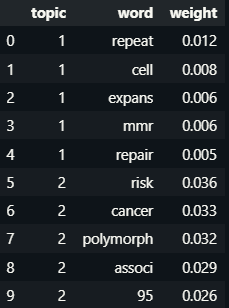 topic word weight
0 1 repeat 0.012
1 1 cell 0.008
2 1 expans 0.006
3 1 mmr 0.006
4 1 repair 0.005
5 2 risk 0.036
6 2 cancer 0.033
7 2 polymorph 0.032
8 2 associ 0.029
9 2 95 0.026